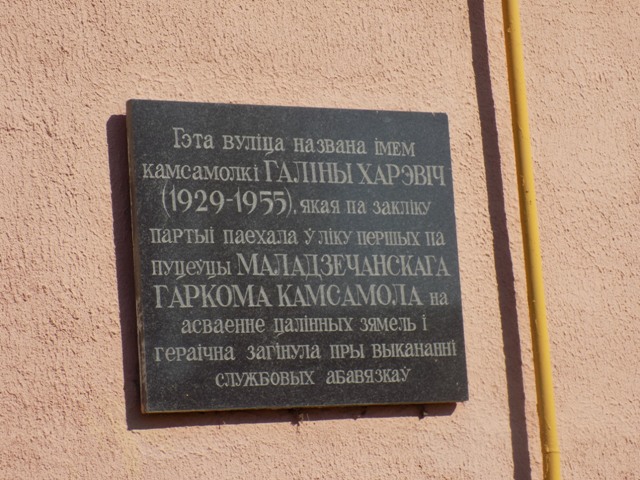 Гэта вуліца названа імем
камсамолкі ГАЛІНЫ ХАРЭВІЧ
(1929-1955), якая па закліку
партыі паехала ў ліку першых па
пуцеўцы МАЛАДЗЕЧАНСКАГА
ГАРКОМА КАМСАМОЛА на
асваенне цалінных зямель і
гераічна загінула пры выкананні
службовых абавязкаў